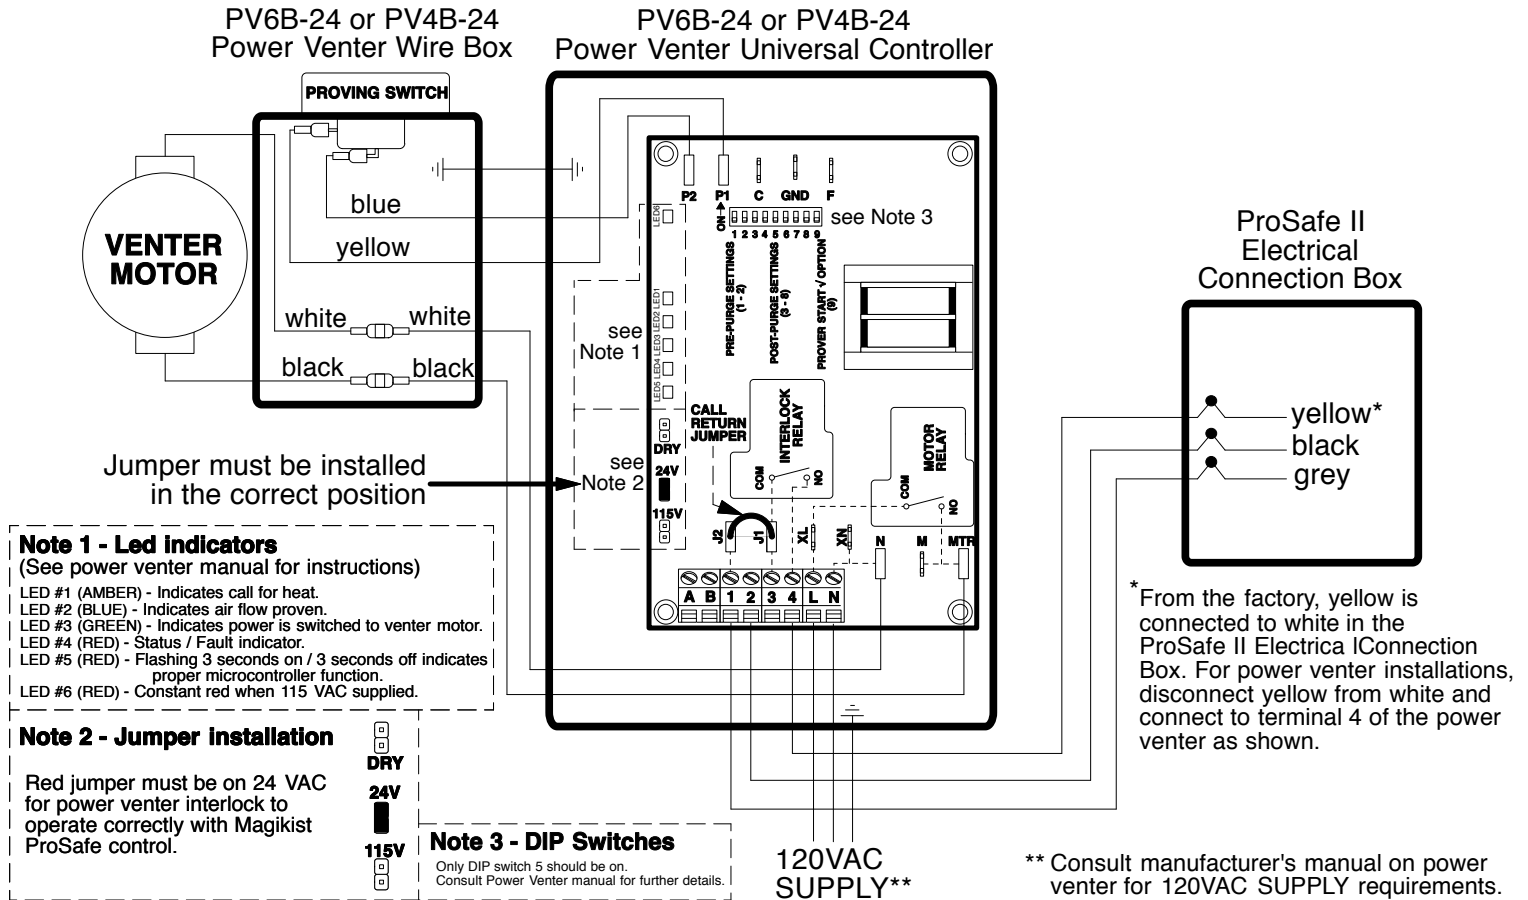 PV6B-24 or PV4B-24
Power Venter Wire Box
PV6B-24 or PV4B-24
Power Venter Universal Controller
PROVING SWITCH
VENTER
MOTOR
blue
yellow
white
white
black
black
P2
P1
C
GND
F
LED6
ON
see Note 3
1 2 3 4 5 6 7 8 9
PRE-PURGE SETTINGS
(1 - 2)
POST-PURGE SETTINGS
(3 - 8)
PROVER START √ OPTION
(9)
see
Note 1
LED1
LED2
LED3
LED4
LED5
CALL
RETURN
JUMPER
INTERLOCK
RELAY
COM
NO
MOTOR
RELAY
COM
NO
DRY
see
Note 2
24V
115V
J2
J1
XL
XN
N
M
MTR
A B 1 2 3 4 L N
Jumper must be installed
in the correct position
ProSafe II
Electrical
Connection Box
yellow*
black
grey
*From the factory, yellow is
connected to white in the
ProSafe II Electrica lConnection
Box. For power venter installations,
disconnect yellow from white and
connect to terminal 4 of the power
venter as shown.
Note 1 - Led indicators
(See power venter manual for instructions)
LED #1 (AMBER) - Indicates call for heat.
LED #2 (BLUE) - Indicates air flow proven.
LED #3 (GREEN) - Indicates power is switched to venter motor.
LED #4 (RED) - Status / Fault indicator.
LED #5 (RED) - Flashing 3 seconds on / 3 seconds off indicates
proper microcontroller function.
LED #6 (RED) - Constant red when 115 VAC supplied.
Note 2 - Jumper installation
Red jumper must be on 24 VAC
for power venter interlock to
operate correctly with Magikist
ProSafe control.
DRY
24V
115V
Note 3 - DIP Switches
Only DIP switch 5 should be on.
Consult Power Venter manual for further details.
120VAC
SUPPLY**
** Consult manufacturer's manual on power
venter for 120VAC SUPPLY requirements.